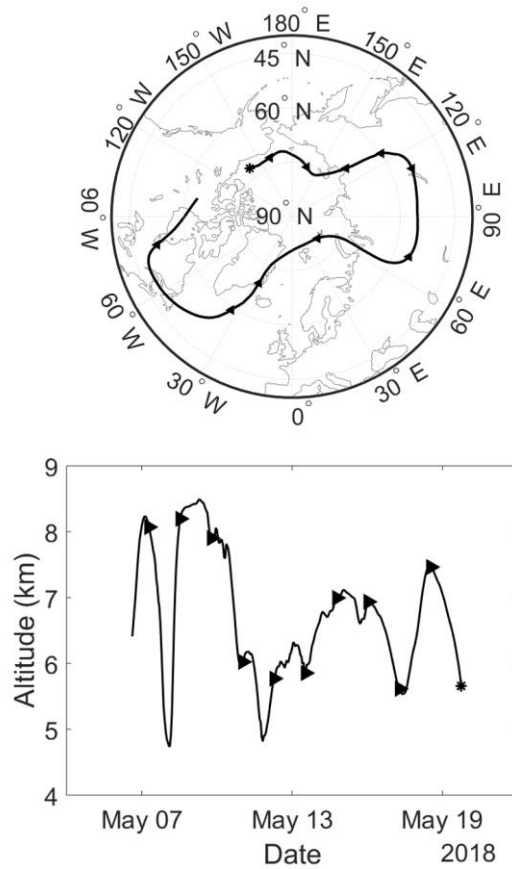 180° E
150° W
150° E
45° N
120° W
120° E
60° N
90° W
90° E
90° N
60° W
60° E
30° W
30° E
0°
9
8
7
6
5
4
Altitude (km)
May 07
May 13
May 19
Date
2018